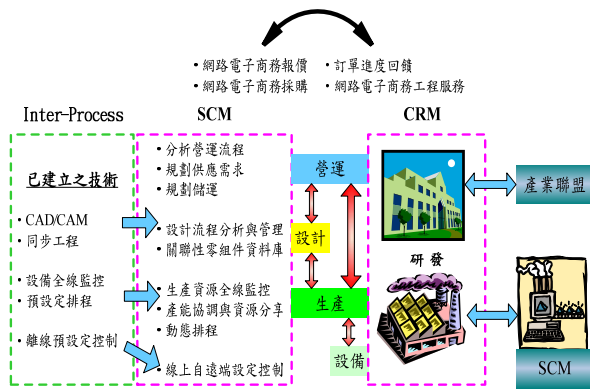 ‧網路電子商務報價
‧訂單進度回饋
‧網路電子商務採購
‧網路電子商務工程服務
Inter-Process
SCM
CRM
已建立之技術
‧CAD/CAM
‧同步工程
‧設備全線監控
‧預設定排程
‧離線預設定控制
‧分析營運流程
‧規劃供應需求
‧規劃儲運
‧設計流程分析與管理
‧關聯性零組件資料庫
‧生產資源全線監控
‧產能協調與資源分享
‧動態排程
‧線上自遠端設定控制
營運
設計
生產
設備
研發
產業聯盟
SCM